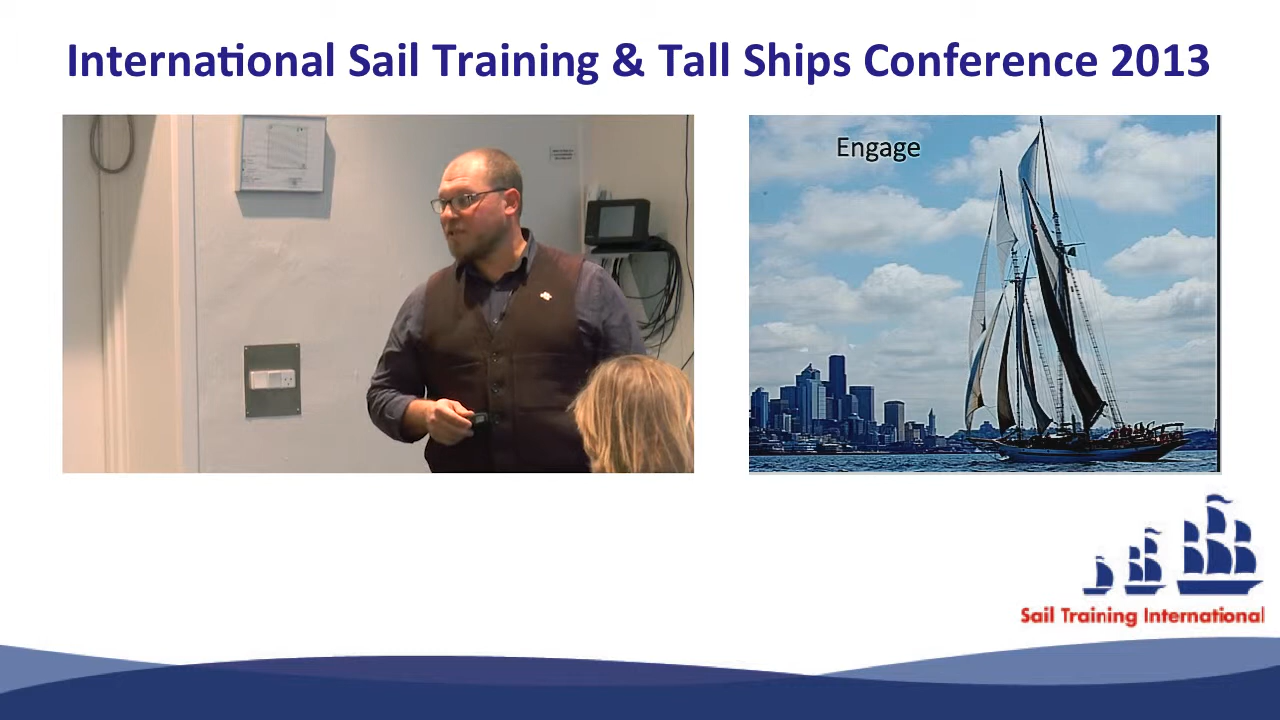 International Sail Training & Tall Ships Conference 2013
Engage
Sail Training International